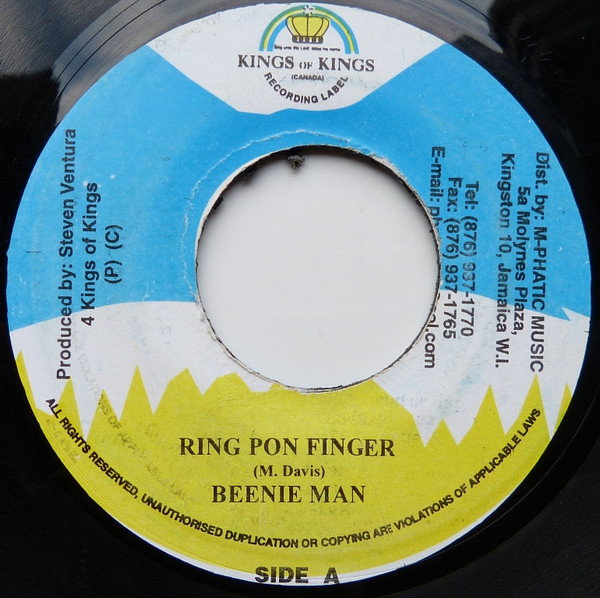 KINGS OF KINGS
(CANADA)
RECORDING LABEL
Produced by: Steven Ventura
4 Kings of Kings
(P) (C)
Dist. by: M-PHATIC MUSIC
5a Molynes Plaza,
Kingston 10, Jamaica W.I.
Tel: (876) 937-1770
Fax: (876) 937-1765
E-mail:
RING PON FINGER
(M. Davis)
BEENIE MAN
ALL RIGHTS RESERVED, UNAUTHORISED DUPLICATION OR COPYING ARE VIOLATIONS OF APPLICABLE LAWS
SIDE A